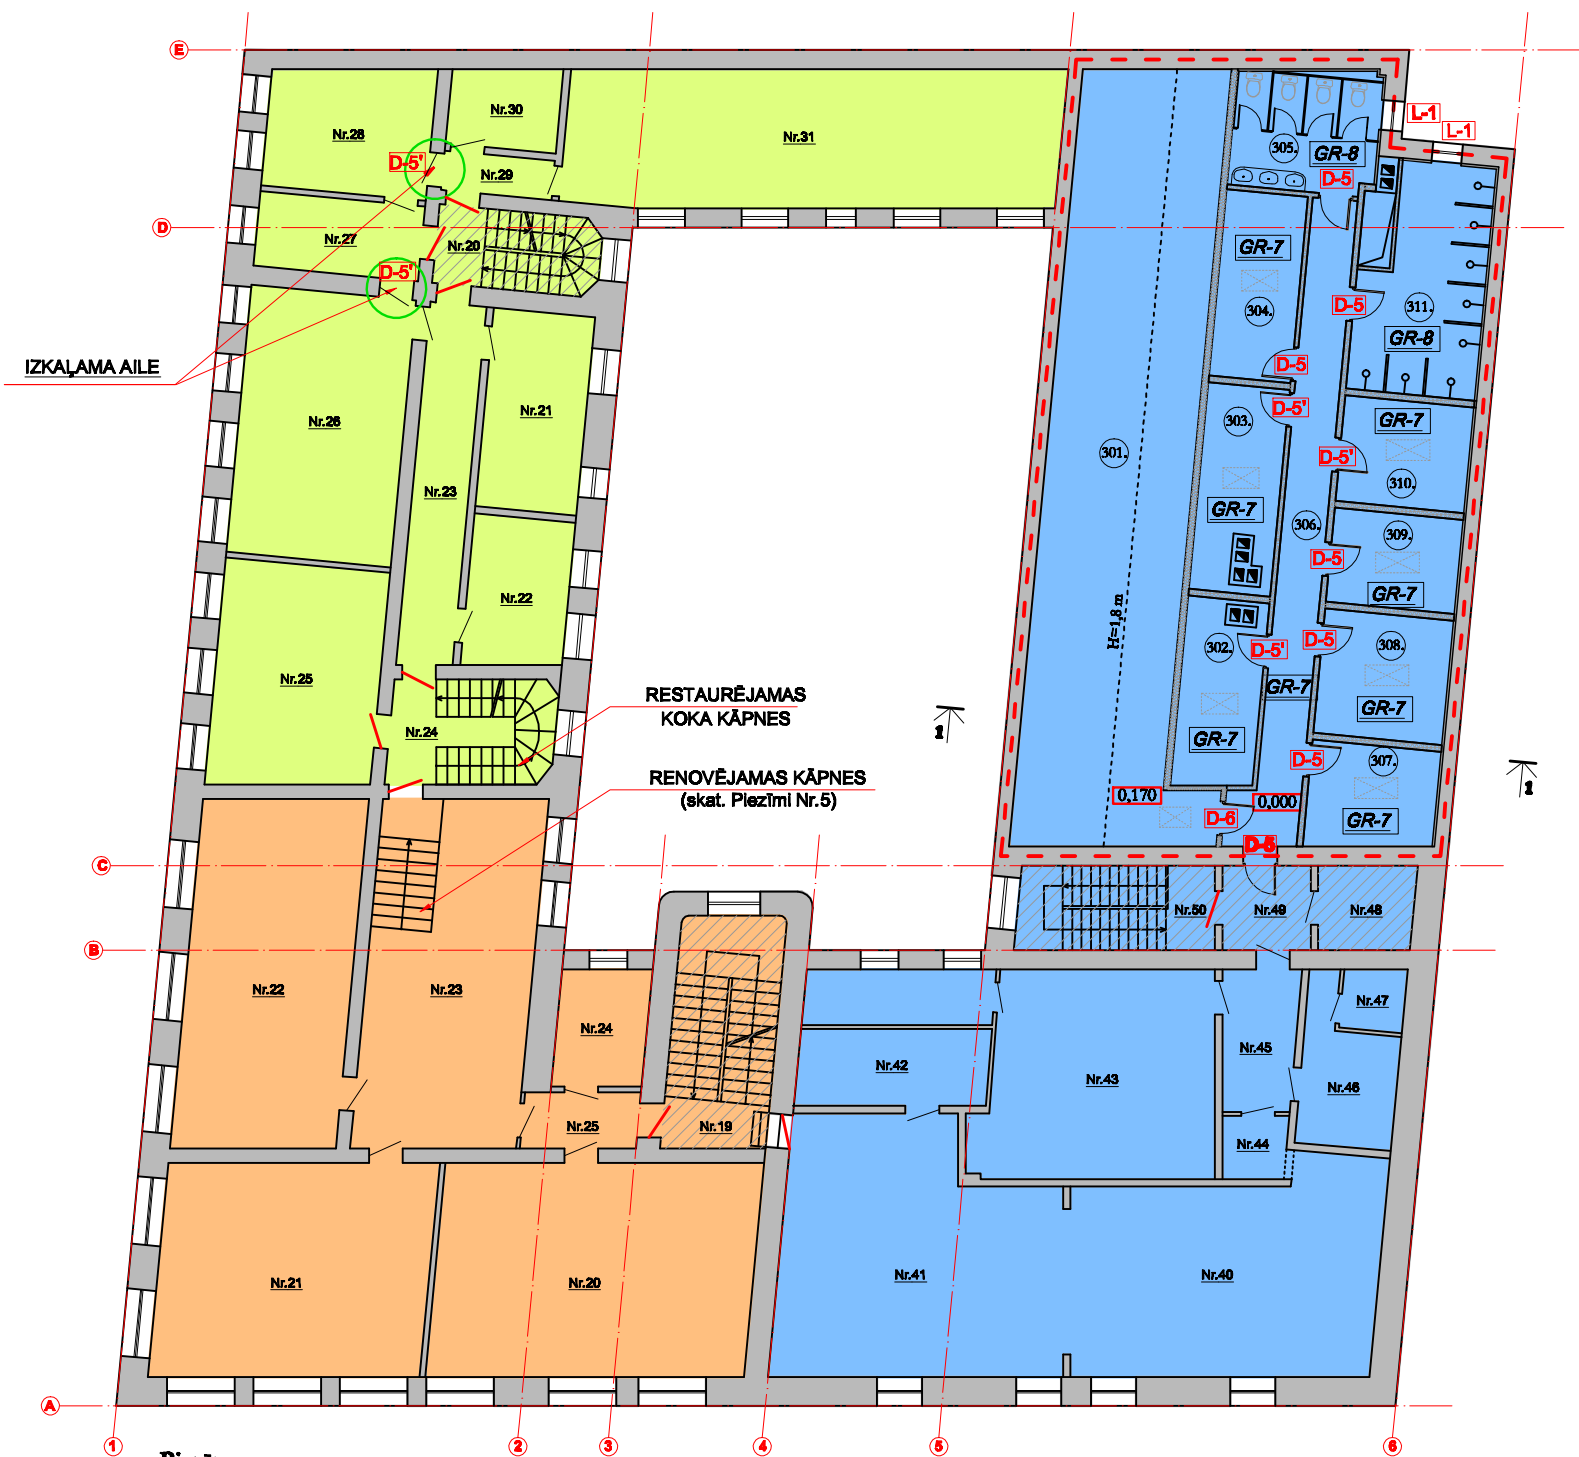 E
L-1
L-1
Nr.30
Nr.28
Nr.31
305.
GR-8
D-5'
Nr.29
D-5
D
Nr.27
Nr.20
GR-7
D-5'
304.
D-5
311.
GR-8
IZKAĻAMA AILE
D-5
Nr.21
D-5'
Nr.26
303.
GR-7
301.
D-5'
310.
Nr.23
GR-7
306.
309.
D-5
Nr.22
GR-7
H=1,8 m
302.
D-5'
D-5
308.
Nr.25
GR-7
RESTAURĒJAMAS
KOKA KĀPNES
GR-7
Nr.24
1
GR-7
D-5
307.
RENOVĒJAMAS KĀPNES
(skat. Piezīmi Nr.5)
1
0,170
0,000
D-6
GR-7
D-5
C
Nr.50
Nr.49
Nr.48
B
Nr.22
Nr.23
Nr.47
Nr.24
Nr.45
Nr.42
Nr.43
Nr.46
Nr.25
Nr.19
Nr.44
Nr.21
Nr.20
Nr.41
Nr.40
A
1
2
3
4
5
6